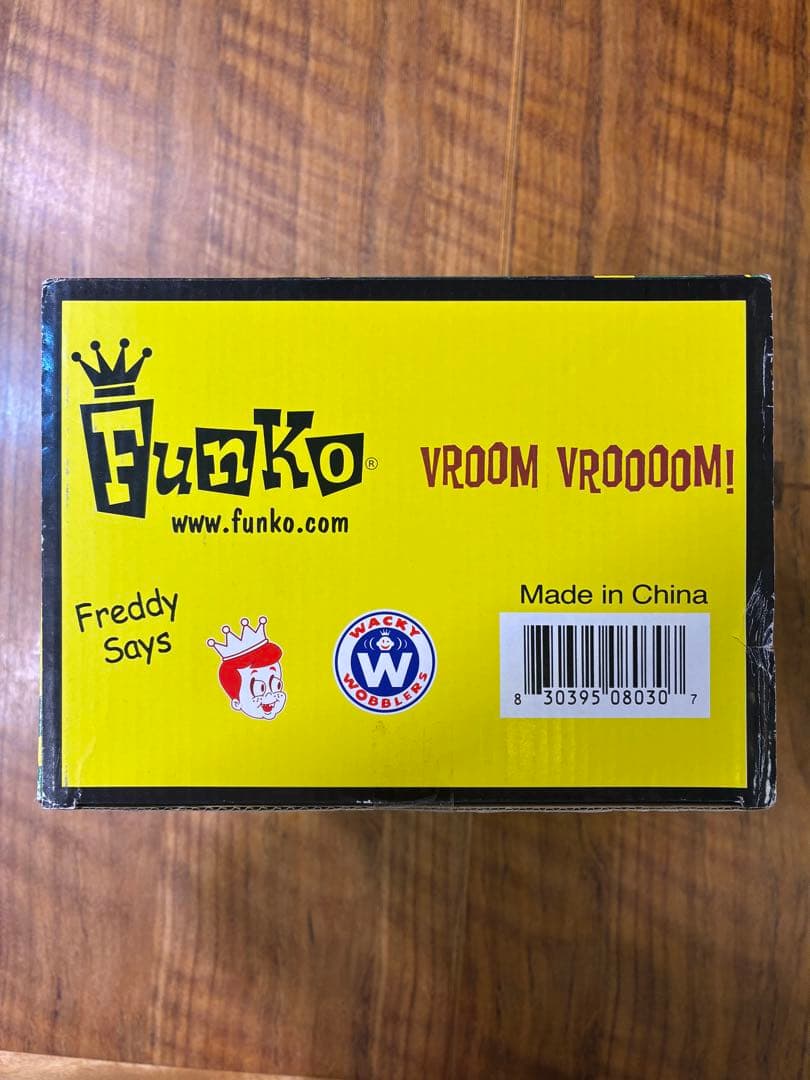 Funko®
www.funko.com
VROOM VROOOOM!
Freddy
Says
WACKY
W
WOBBLERS
Made in China
8 30395 08030 7